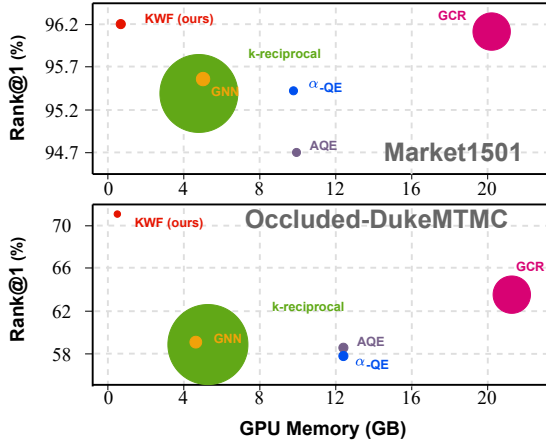 96.2
KWF (ours)
GCR
k-reciprocal
95.7
GNN
α-QE
95.2
AQE
94.7
Market1501
Rank@1 (%)
0 4 8 12 16 20
70
KWF (ours)
Occluded-DukeMTMC
66
GCR
k-reciprocal
62
GNN
AQE
58
α-QE
Rank@1 (%)
0 4 8 12 16 20
GPU Memory (GB)